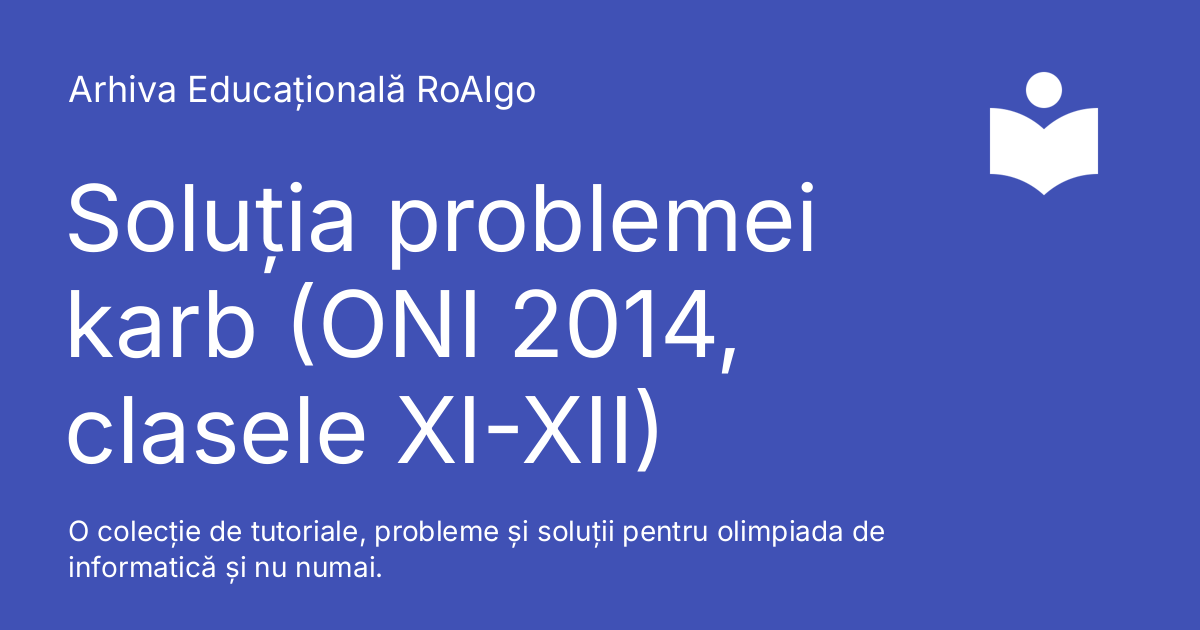 Arhiva Educațională RoAlgo
Soluția problemei
karb (ONI 2014,
clasele XI-XII)
O colecție de tutoriale, probleme și soluții pentru olimpiada de
informatică și nu numai.